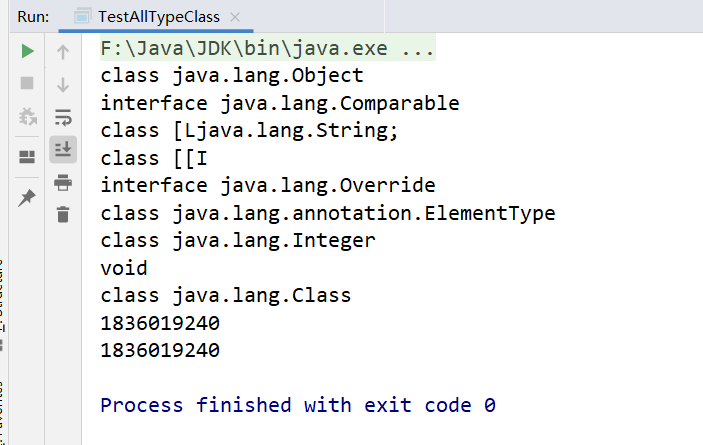 Run: TestAllTypeClass ×
F:\Java\JDK\bin\java.exe ...
class java.lang.Object
interface java.lang.Comparable
class [Ljava.lang.String;
class [[I
interface java.lang.Override
class java.lang.annotation.ElementType
class java.lang.Integer
void
class java.lang.Class
1836019240
1836019240
Process finished with exit code 0